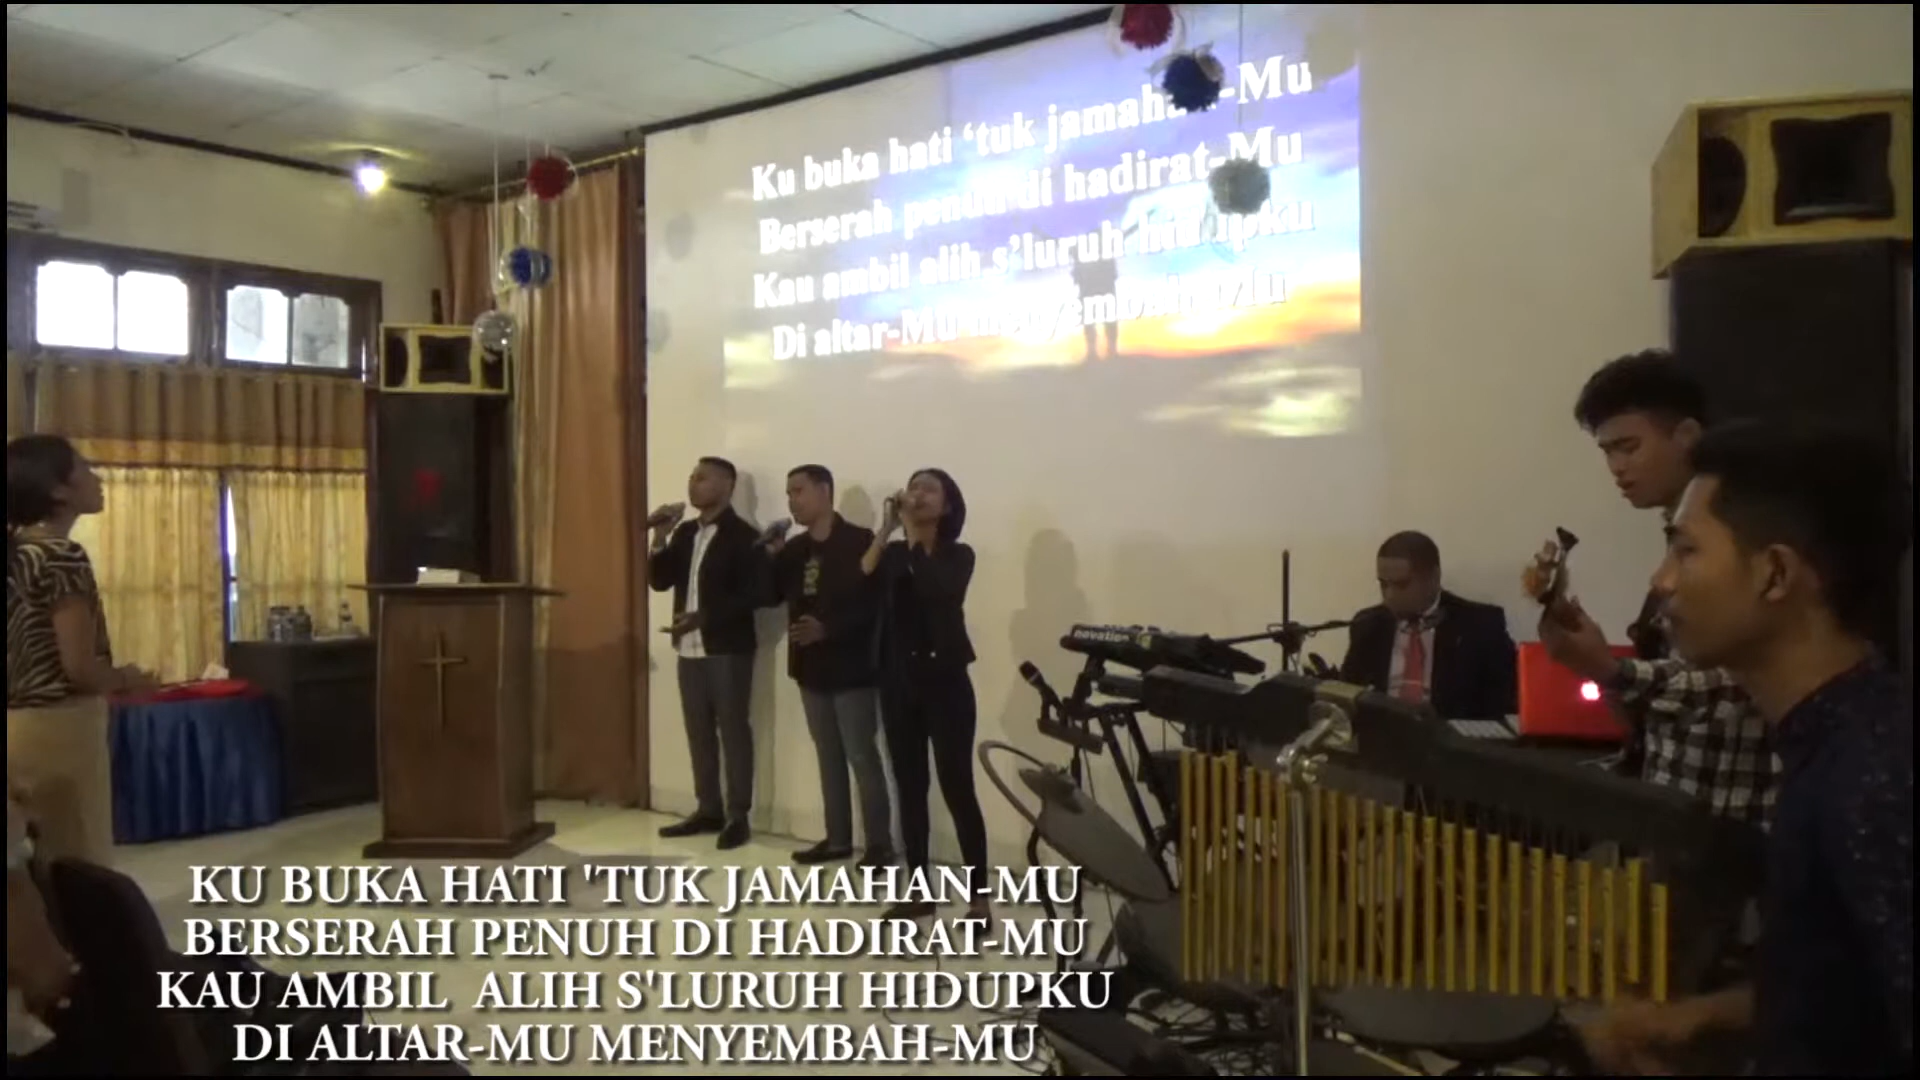 Ku buka hati ‘tuk jamahan-Mu
Berserah penuh di hadirat-Mu
Kau ambil alih s’luruh hidupku
Di altar-Mu menyembah-Mu
novation
KU BUKA HATI 'TUK JAMAHAN-MU
BERSERAH PENUH DI HADIRAT-MU
KAU AMBIL ALIH S'LURUH HIDUPKU
DI ALTAR-MU MENYEMBAH-MU